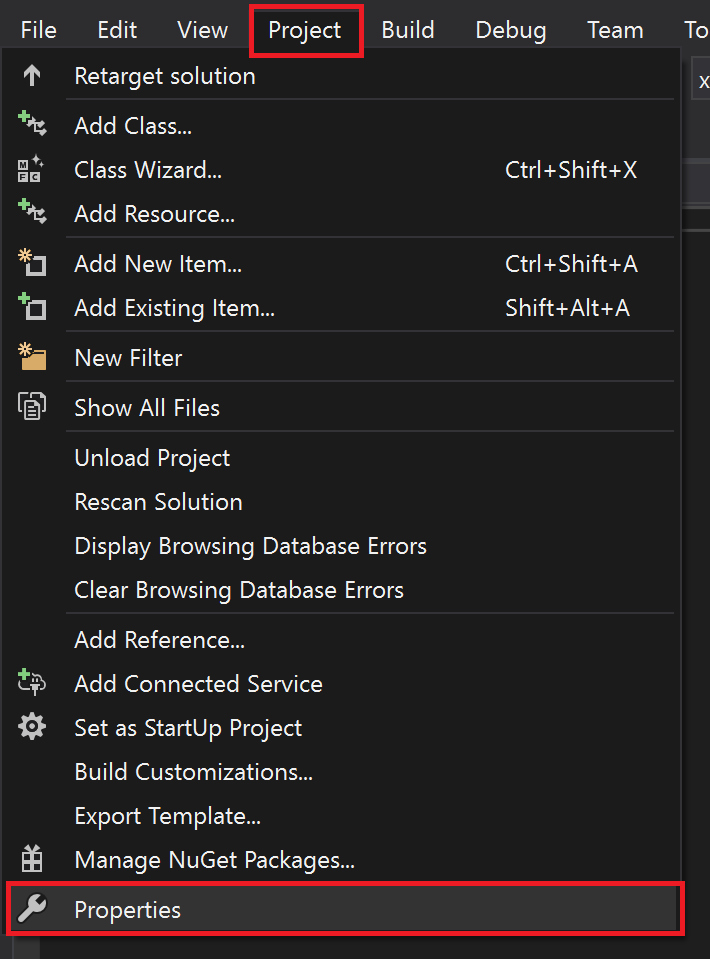 File Edit View Project Build Debug Team To
Retarget solution
x
Add Class...
Class Wizard... Ctrl+Shift+X
Add Resource...
Add New Item... Ctrl+Shift+A
Add Existing Item... Shift+Alt+A
New Filter
Show All Files
Unload Project
Rescan Solution
Display Browsing Database Errors
Clear Browsing Database Errors
Add Reference...
Add Connected Service
Set as StartUp Project
Build Customizations...
Export Template...
Manage NuGet Packages...
Properties